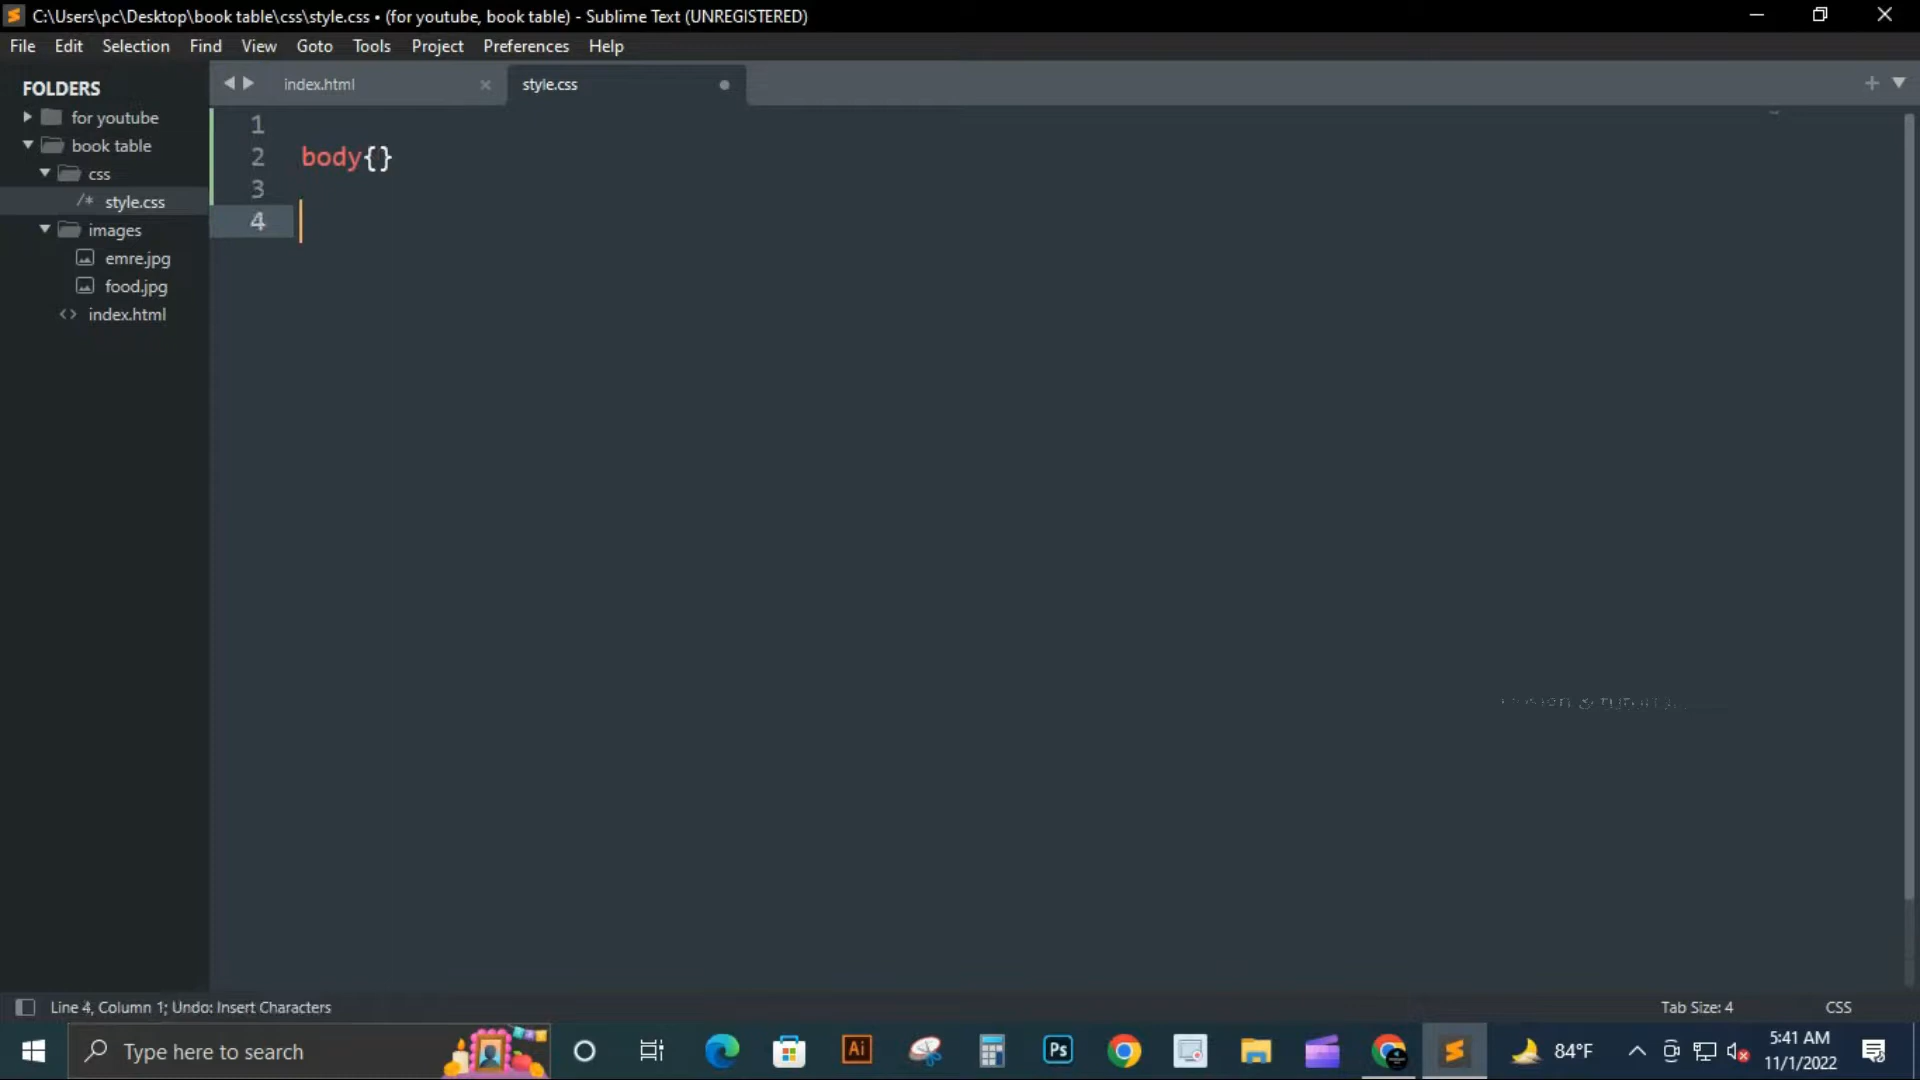 C:\Users\pc\Desktop\book table\css\style.css • (for youtube, book table) - Sublime Text (UNREGISTERED)
File Edit Selection Find View Goto Tools Project Preferences Help
FOLDERS
for youtube
book table
css
/* style.css
images
emre.jpg
food.jpg
<> index.html
index.html
style.css
1
2 body{}
3
4
Line 4, Column 1; Undo: Insert Characters
Tab Size: 4
CSS
Type here to search
Ai
Ps
84°F
5:41 AM
11/1/2022